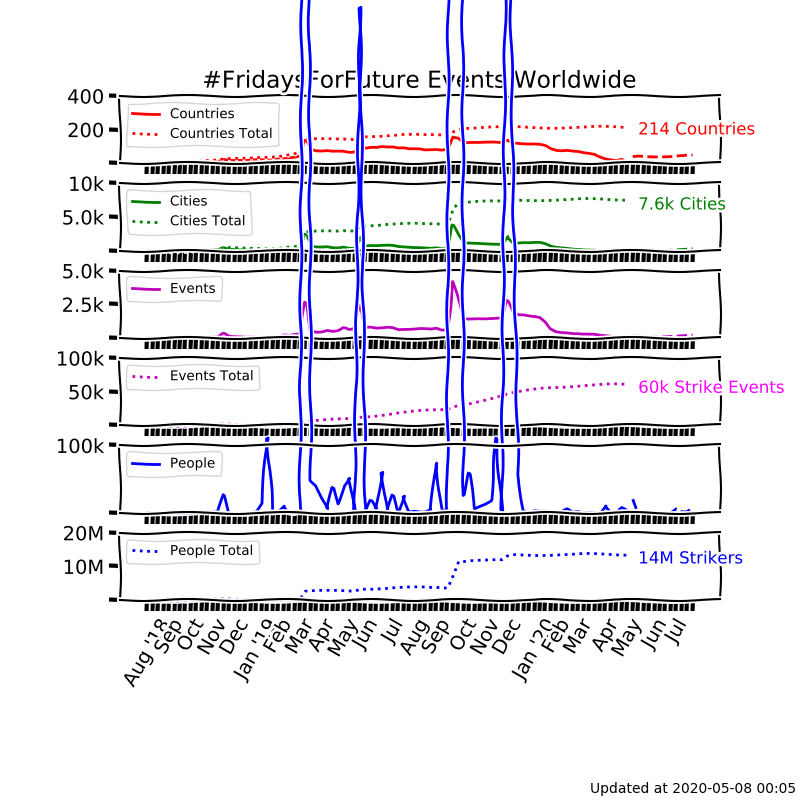 #FridaysForFuture Events Worldwide
400
200
Countries
Countries Total
214 Countries
10k
5.0k
Cities
Cities Total
7.6k Cities
5.0k
2.5k
Events
100k
50k
Events Total
60k Strike Events
100k
People
20M
10M
People Total
14M Strikers
Aug '18 Sep Oct Nov Dec Jan '19 Feb Mar Apr May Jun Jul Aug Sep Oct Nov Dec Jan '20 Feb Mar Apr May Jun Jul
Updated at 2020-05-08 00:05